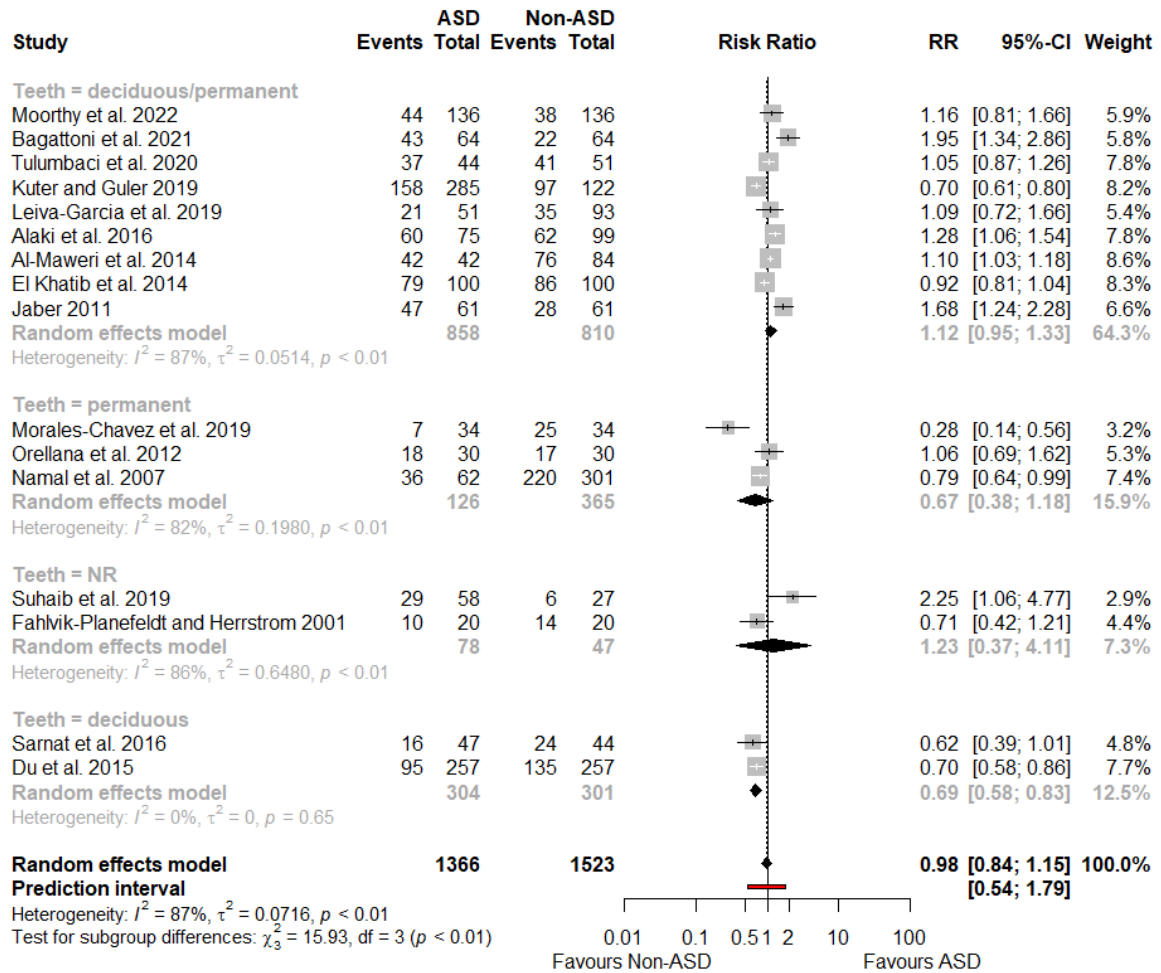 ASD Non-ASD
Study Events Total Events Total Risk Ratio RR 95%-CI Weight
Teeth = deciduous/permanent
Moorthy et al. 2022 44 136 38 136 1.16 [0.81; 1.66] 5.9%
Bagattoni et al. 2021 43 64 22 64 1.95 [1.34; 2.86] 5.8%
Tulumbaci et al. 2020 37 44 41 51 1.05 [0.87; 1.26] 7.8%
Kuter and Guler 2019 158 285 97 122 0.70 [0.61; 0.80] 8.2%
Leiva-Garcia et al. 2019 21 51 35 93 1.09 [0.72; 1.66] 5.4%
Alaki et al. 2016 60 75 62 99 1.28 [1.06; 1.54] 7.8%
Al-Maweri et al. 2014 42 42 76 84 1.10 [1.03; 1.18] 8.6%
El Khatib et al. 2014 79 100 86 100 0.92 [0.81; 1.04] 8.3%
Jaber 2011 47 61 28 61 1.68 [1.24; 2.28] 6.6%
Random effects model 858 810 1.12 [0.95; 1.33] 64.3%
Heterogeneity: I² = 87%, τ² = 0.0514, p < 0.01
Teeth = permanent
Morales-Chavez et al. 2019 7 34 25 34 0.28 [0.14; 0.56] 3.2%
Orellana et al. 2012 18 30 17 30 1.06 [0.69; 1.62] 5.3%
Namal et al. 2007 36 62 220 301 0.79 [0.64; 0.99] 7.4%
Random effects model 126 365 0.67 [0.38; 1.18] 15.9%
Heterogeneity: I² = 82%, τ² = 0.1980, p < 0.01
Teeth = NR
Suhaib et al. 2019 29 58 6 27 2.25 [1.06; 4.77] 2.9%
Fahlvik-Planefeldt and Herrstrom 2001 10 20 14 20 0.71 [0.42; 1.21] 4.4%
Random effects model 78 47 1.23 [0.37; 4.11] 7.3%
Heterogeneity: I² = 86%, τ² = 0.6480, p < 0.01
Teeth = deciduous
Sarnat et al. 2016 16 47 24 44 0.62 [0.39; 1.01] 4.8%
Du et al. 2015 95 257 135 257 0.70 [0.58; 0.86] 7.7%
Random effects model 304 301 0.69 [0.58; 0.83] 12.5%
Heterogeneity: I² = 0%, τ² = 0, p = 0.65
Random effects model 1366 1523 0.98 [0.84; 1.15] 100.0%
Prediction interval [0.54; 1.79]
Heterogeneity: I² = 87%, τ² = 0.0716, p < 0.01
Test for subgroup differences: χ²₃ = 15.93, df = 3 (p < 0.01)
0.01 0.1 0.5 1 2 10 100
Favours Non-ASD Favours ASD